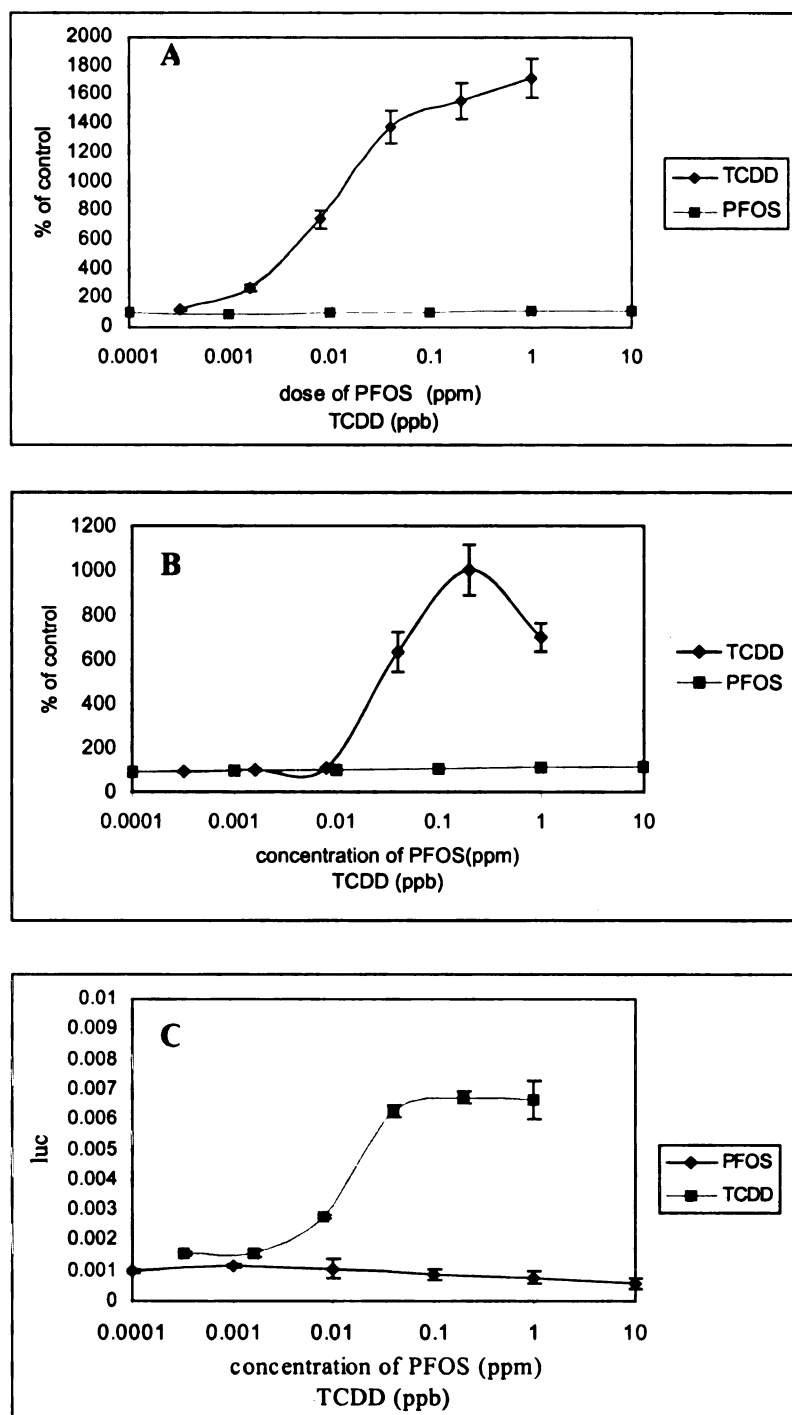 A
2000
1800
1600
1400
1200
1000
800
600
400
200
0
% of control
0.0001 0.001 0.01 0.1 1 10
dose of PFOS (ppm)
TCDD (ppb)
TCDD
PFOS
B
1200
1000
800
600
400
200
0
% of control
0.0001 0.001 0.01 0.1 1 10
concentration of PFOS(ppm)
TCDD (ppb)
TCDD
PFOS
C
0.01
0.009
0.008
0.007
0.006
0.005
0.004
0.003
0.002
0.001
0
luc
0.0001 0.001 0.01 0.1 1 10
concentration of PFOS (ppm)
TCDD (ppb)
PFOS
TCDD